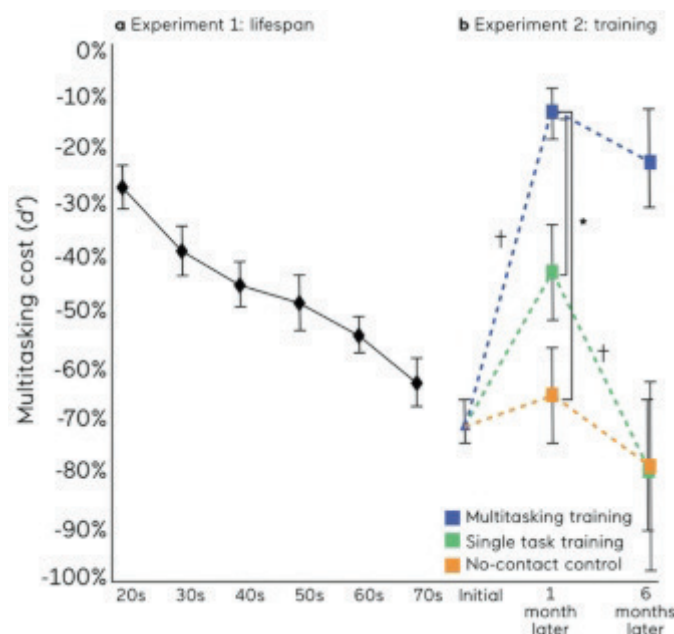 a Experiment 1: lifespan
b Experiment 2: training
Multitasking cost (d')
0%
-10%
-20%
-30%
-40%
-50%
-60%
-70%
-80%
-90%
-100%
†
*
†
Multitasking training
Single task training
No-contact control
20s 30s 40s 50s 60s 70s Initial 1 6
month months
later later